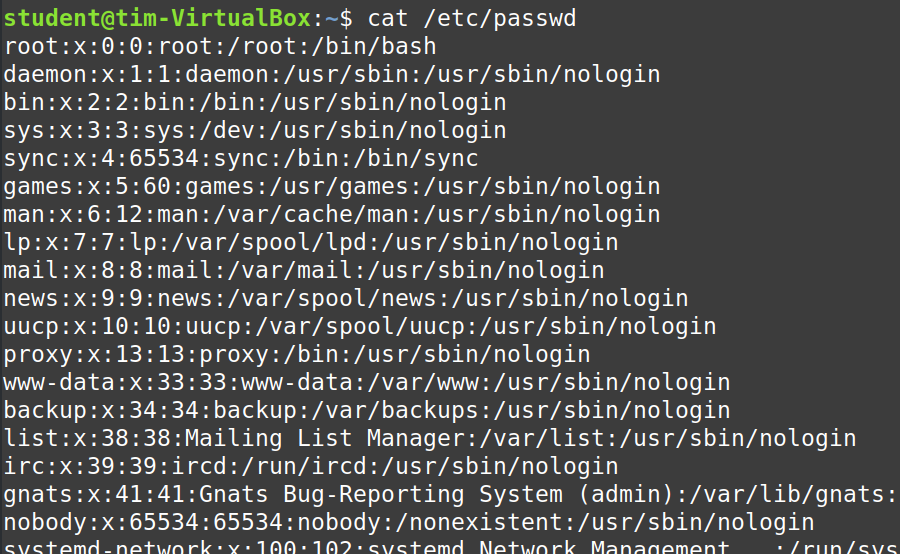 student@tim-VirtualBox:~$ cat /etc/passwd
root:x:0:0:root:/root:/bin/bash
daemon:x:1:1:daemon:/usr/sbin:/usr/sbin/nologin
bin:x:2:2:bin:/bin:/usr/sbin/nologin
sys:x:3:3:sys:/dev:/usr/sbin/nologin
sync:x:4:65534:sync:/bin:/bin/sync
games:x:5:60:games:/usr/games:/usr/sbin/nologin
man:x:6:12:man:/var/cache/man:/usr/sbin/nologin
lp:x:7:7:lp:/var/spool/lpd:/usr/sbin/nologin
mail:x:8:8:mail:/var/mail:/usr/sbin/nologin
news:x:9:9:news:/var/spool/news:/usr/sbin/nologin
uucp:x:10:10:uucp:/var/spool/uucp:/usr/sbin/nologin
proxy:x:13:13:proxy:/bin:/usr/sbin/nologin
www-data:x:33:33:www-data:/var/www:/usr/sbin/nologin
backup:x:34:34:backup:/var/backups:/usr/sbin/nologin
list:x:38:38:Mailing List Manager:/var/list:/usr/sbin/nologin
irc:x:39:39:ircd:/run/ircd:/usr/sbin/nologin
gnats:x:41:41:Gnats Bug-Reporting System (admin):/var/lib/gnats:
nobody:x:65534:65534:nobody:/nonexistent:/usr/sbin/nologin
systemd-network:x:100:102:systemd Network Management,,,:/run/sys